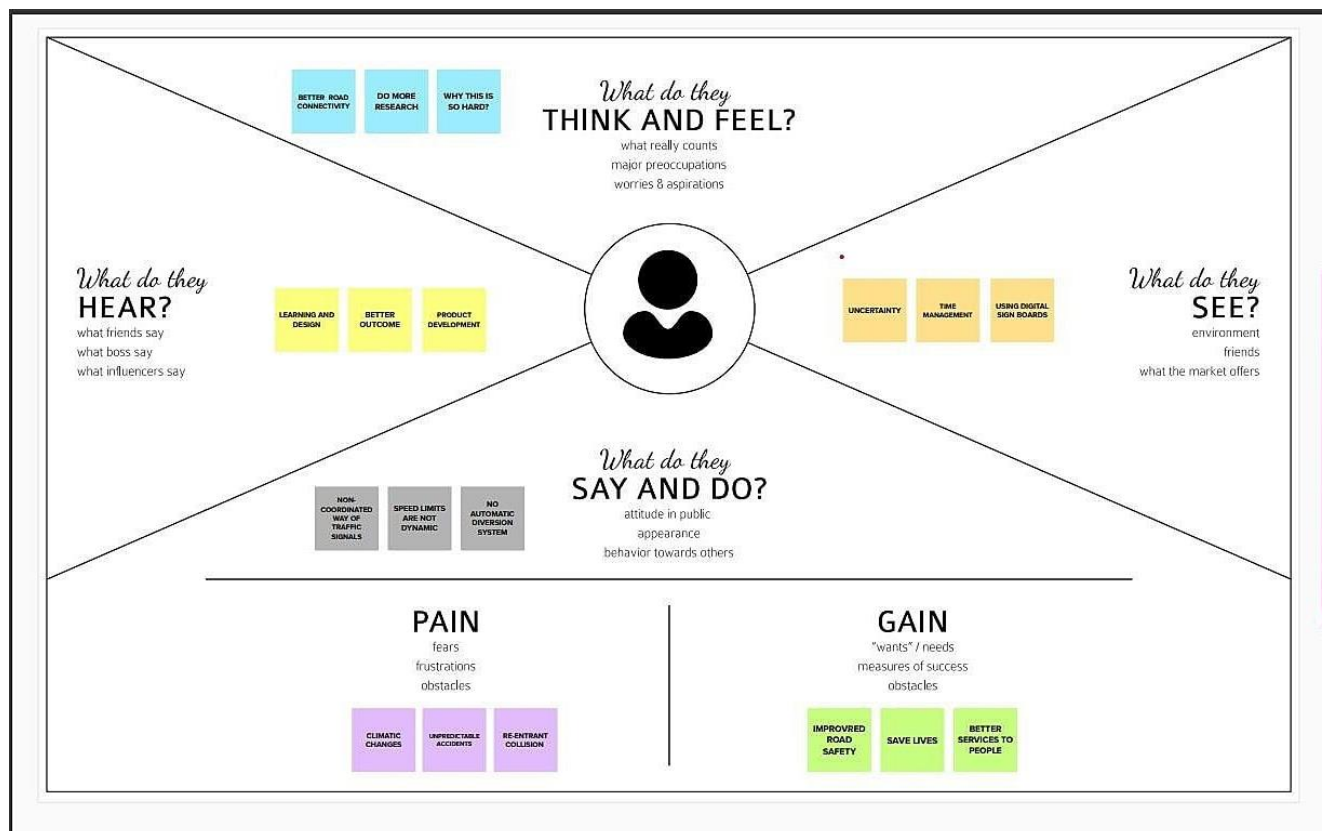 BETTER ROAD
CONNECTIVITY
DO MORE
RESEARCH
WHY THIS IS
SO HARD?
What do they
THINK AND FEEL?
what really counts
major preoccupations
worries & aspirations
What do they
HEAR?
what friends say
what boss say
what influencers say
LEARNING AND
DESIGN
BETTER
OUTCOME
PRODUCT
DEVELOPMENT
UNCERTAINTY
TIME
MANAGEMENT
USING DIGITAL
SIGN BOARDS
What do they
SEE?
environment
friends
what the market offers
What do they
SAY AND DO?
attitude in public
appearance
behavior towards others
NON-
COORDINATED
WAY OF
TRAFFIC
SIGNALS
SPEED LIMITS
ARE NOT
DYNAMIC
NO
AUTOMATIC
DIVERSION
SYSTEM
PAIN
fears
frustrations
obstacles
CLIMATIC
CHANGES
UNPREDICTABLE
ACCIDENTS
RE-ENTRANT
COLLISION
GAIN
"wants" / needs
measures of success
obstacles
IMPROVRED
ROAD
SAFETY
SAVE LIVES
BETTER
SERVICES TO
PEOPLE